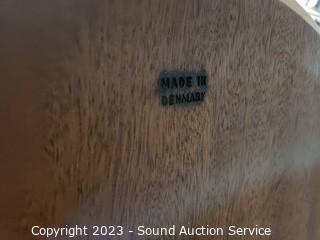 MADE IN
DENMARK
Copyright 2023 - Sound Auction Service